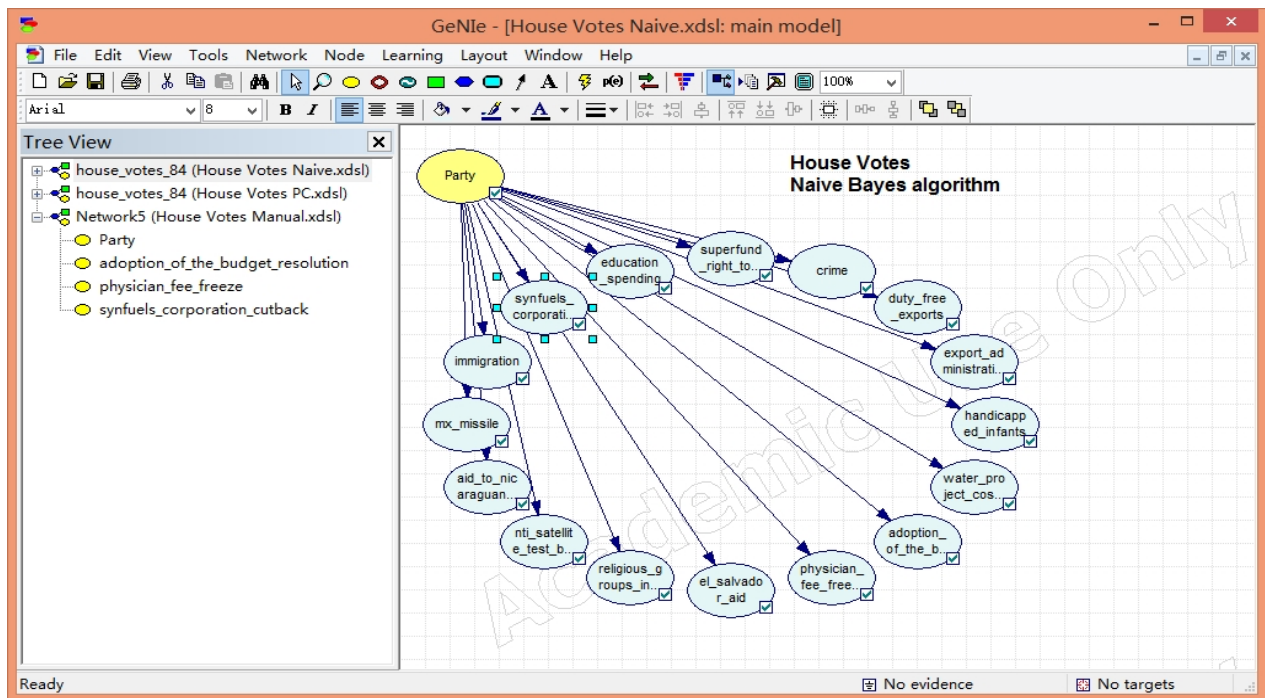 GeNIe - [House Votes Naive.xdsl: main model]
File Edit View Tools Network Node Learning Layout Window Help
A P(e) 100%
Arial 8 B I A
Tree View
house_votes_84 (House Votes Naive.xdsl)
house_votes_84 (House Votes PC.xdsl)
Network5 (House Votes Manual.xdsl)
Party
adoption_of_the_budget_resolution
physician_fee_freeze
synfuels_corporation_cutback
House Votes
Naive Bayes algorithm
Party
superfund
_right_to...
education
_spending
crime
synfuels_
corporati...
duty_free
_exports
immigration
export_ad
ministrati...
mx_missile
handicapp
ed_infants
aid_to_nic
araguan...
water_pro
ject_cos...
nti_satellit
e_test_b...
adoption_
of_the_b...
religious_g
roups_in...
el_salvado
r_aid
physician_
fee_free...
Academic Use Only
Ready No evidence No targets